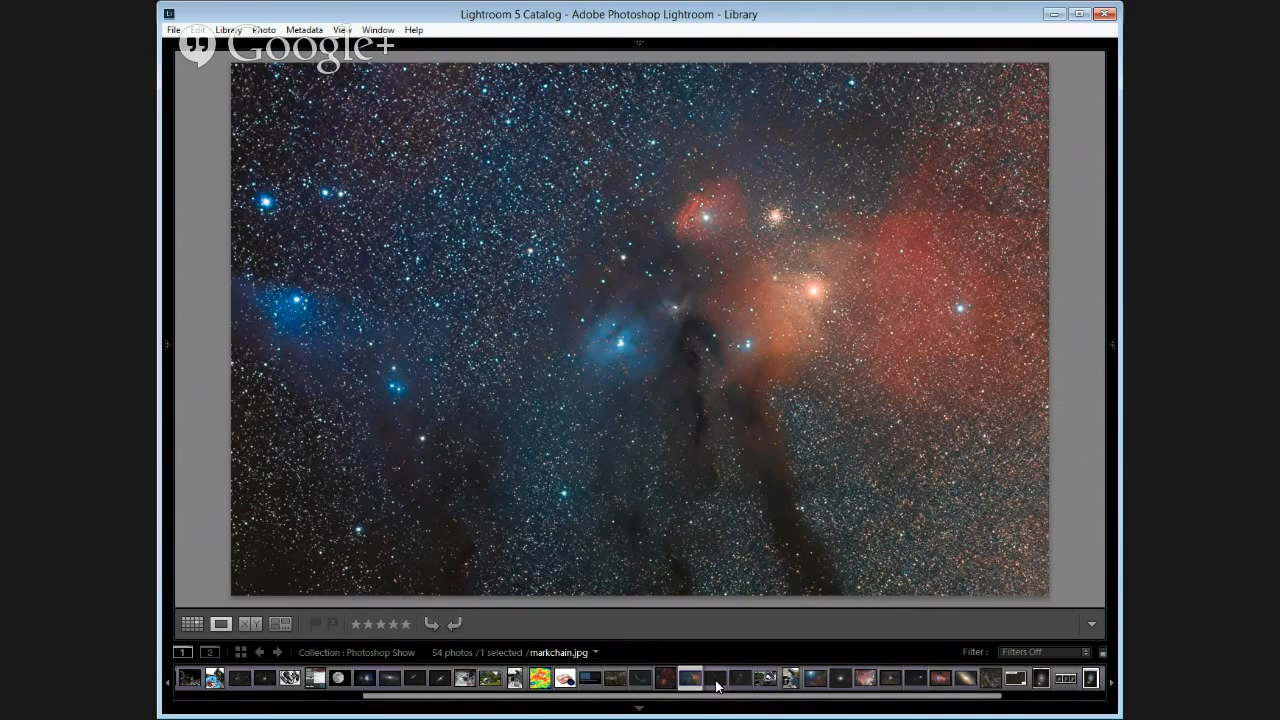 Lightroom 5 Catalog - Adobe Photoshop Lightroom - Library
File Edit Library Photo Metadata View Window Help
Google+
1 2 Collection : Photoshop Show 54 photos / 1 selected / markchain.jpg Filter : Filters Off